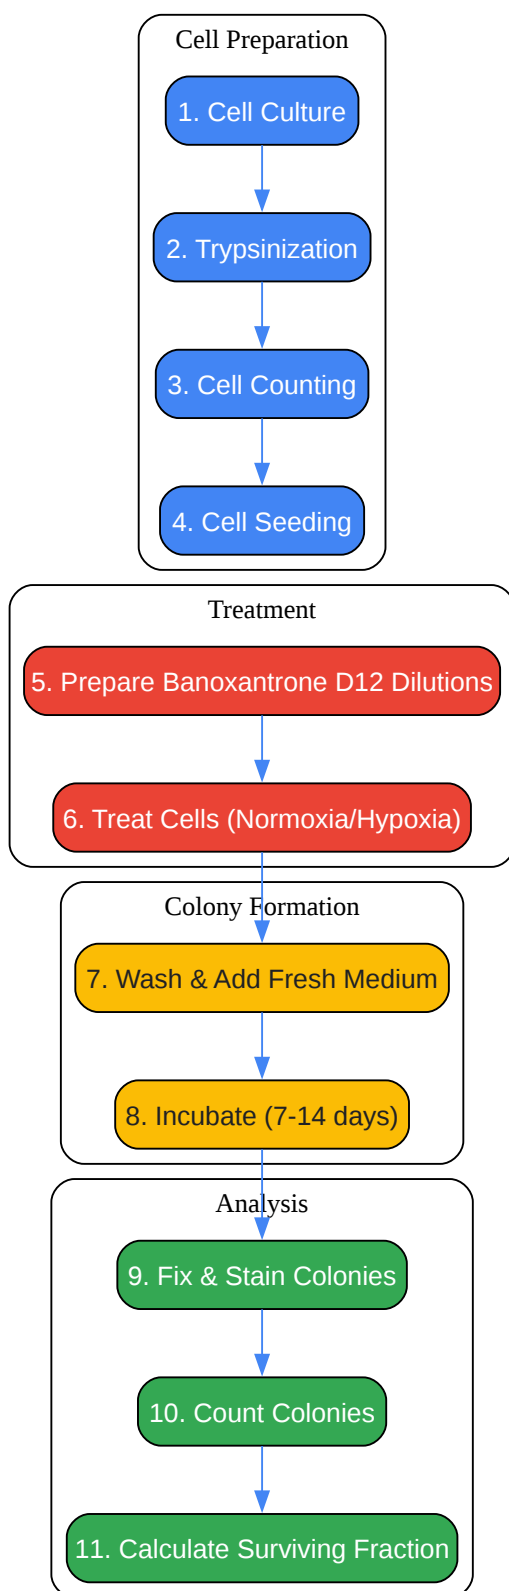 Cell Preparation
1. Cell Culture
2. Trypsinization
3. Cell Counting
4. Cell Seeding
Treatment
5. Prepare Banoxantrone D12 Dilutions
6. Treat Cells (Normoxia/Hypoxia)
Colony Formation
7. Wash & Add Fresh Medium
8. Incubate (7-14 days)
Analysis
9. Fix & Stain Colonies
10. Count Colonies
11. Calculate Surviving Fraction